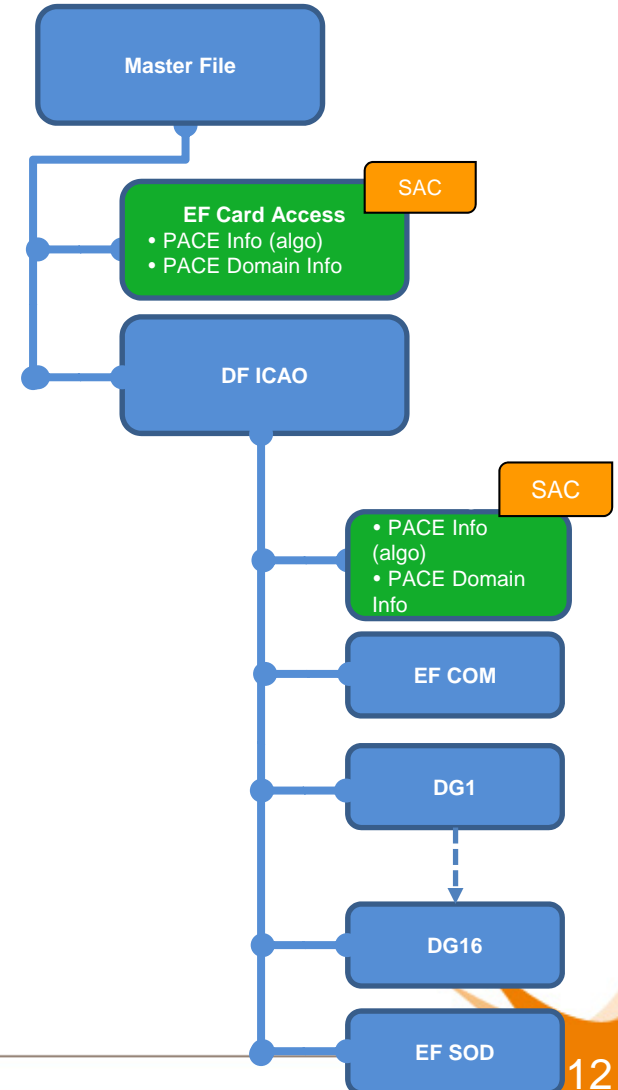 Master File
SAC
EF Card Access
• PACE Info (algo)
• PACE Domain Info
DF ICAO
SAC
• PACE Info
(algo)
• PACE Domain
Info
EF COM
DG1
DG16
EF SOD
12